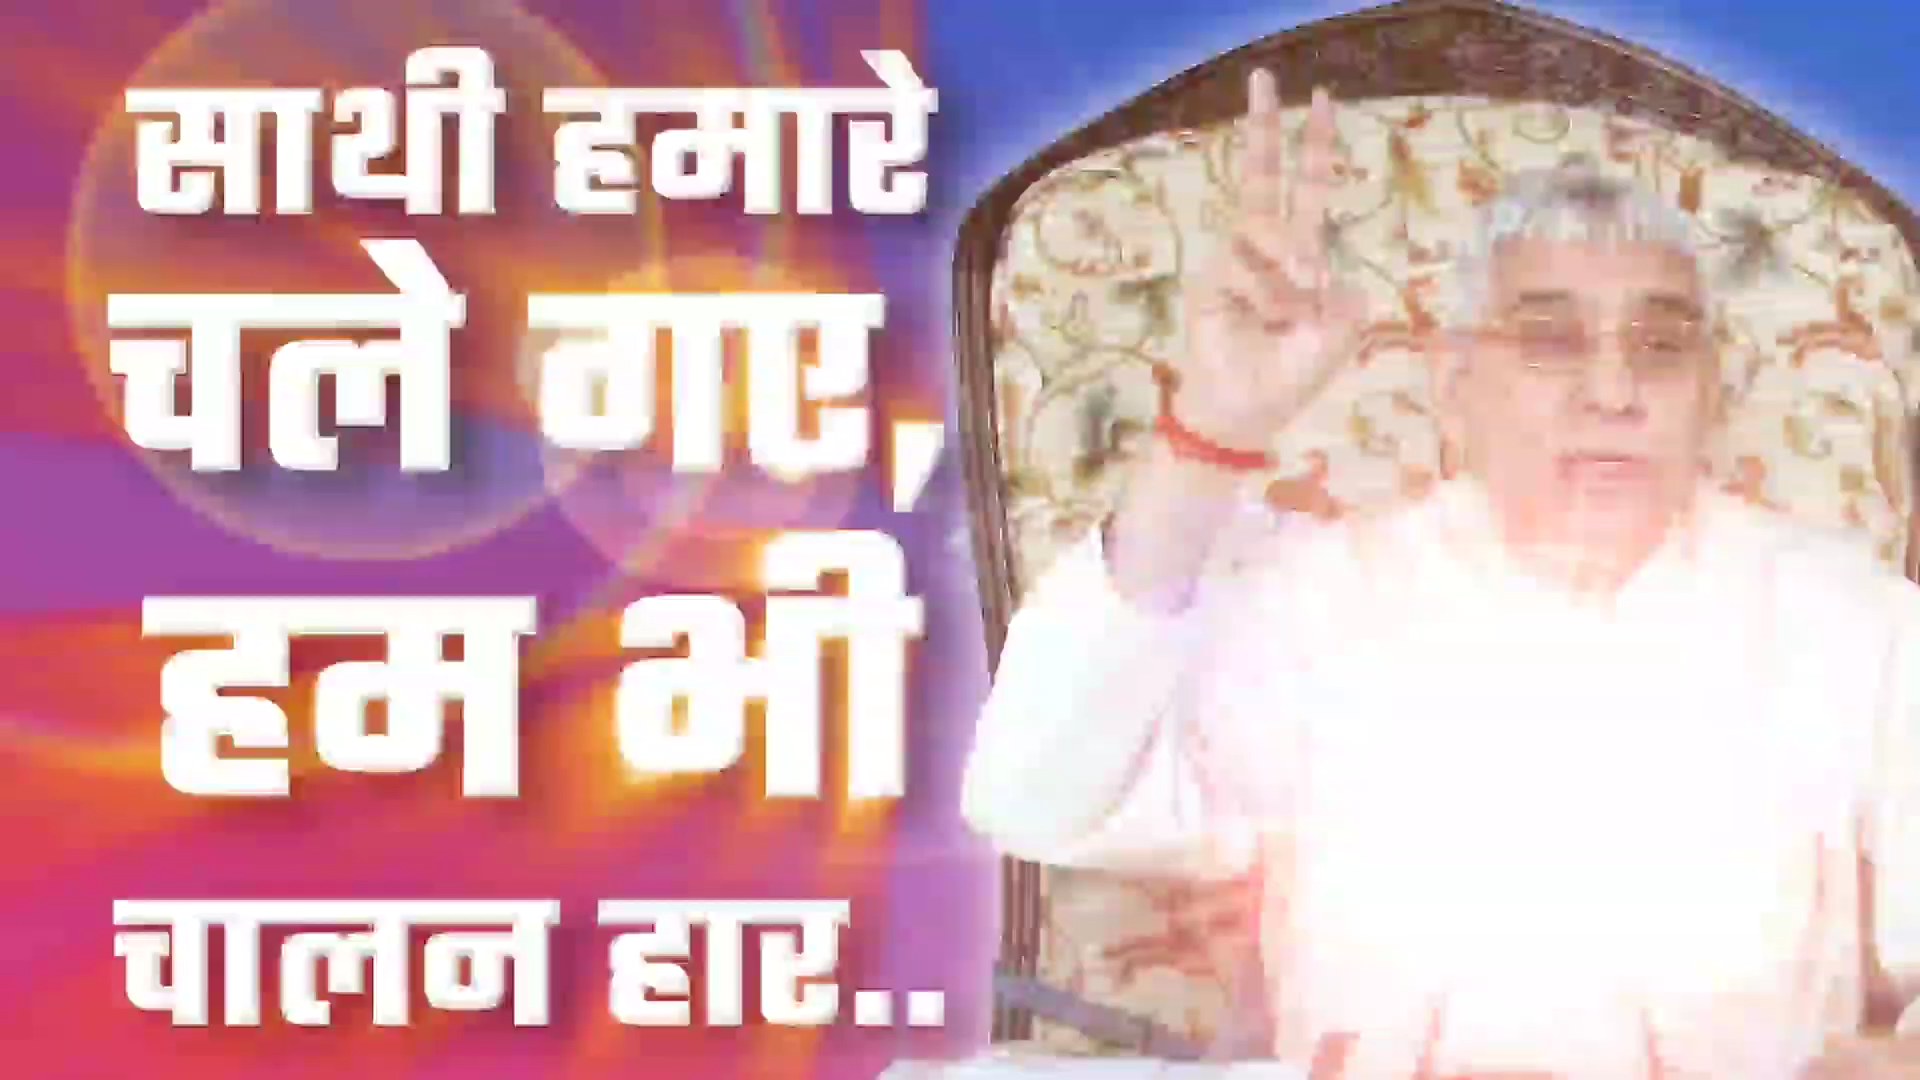 साथी हमारे
चले गए,
हम भी
चालन हार..